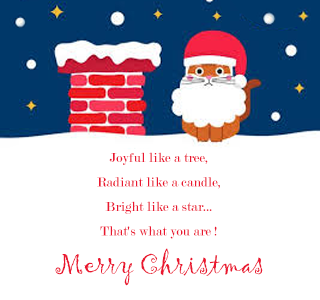 Joyful like a tree,
Radiant like a candle,
Bright like a star...
That's what you are !
Merry Christmas